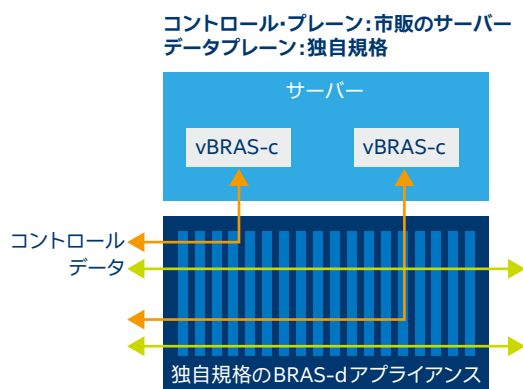 コントロール・プレーン:市販のサーバー
データプレーン:独自規格
サーバー
vBRAS-c
vBRAS-c
コントロール
データ
独自規格のBRAS-dアプライアンス